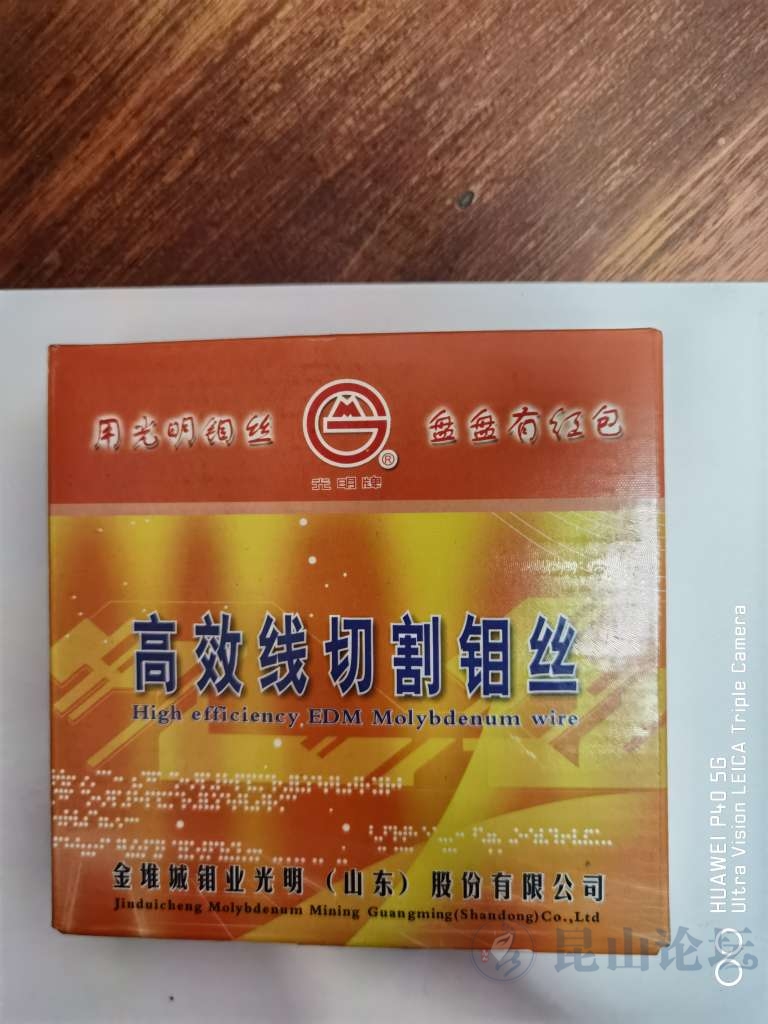 用光明钼丝 盘盘有红包
®
光明牌
高效线切割钼丝
High efficiency EDM Molybdenum wire
金堆城钼业光明（山东）股份有限公司
Jinduicheng Molybdenum Mining Guangming(Shandong)Co.,Ltd
HUAWEI P40 5G
Ultra Vision LEICA Triple Camera
昆山论坛